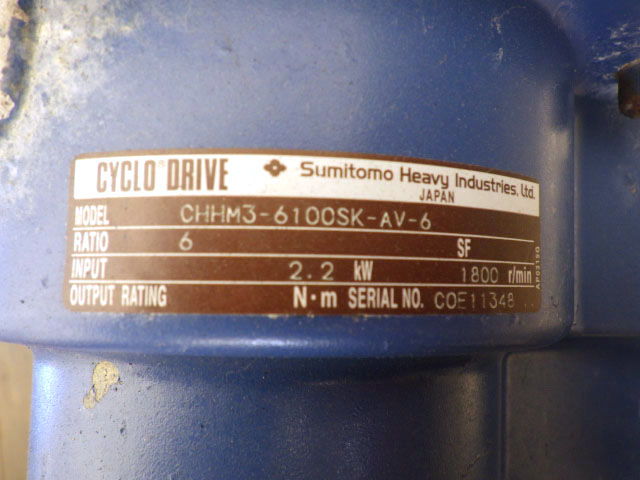 CYCLO DRIVE Sumitomo Heavy Industries, Ltd.
JAPAN
MODEL CHHM3-6100SK-AV-6
RATIO 6 SF
INPUT 2.2 kW 1800 r/min
OUTPUT RATING N·m SERIAL NO. COE11348